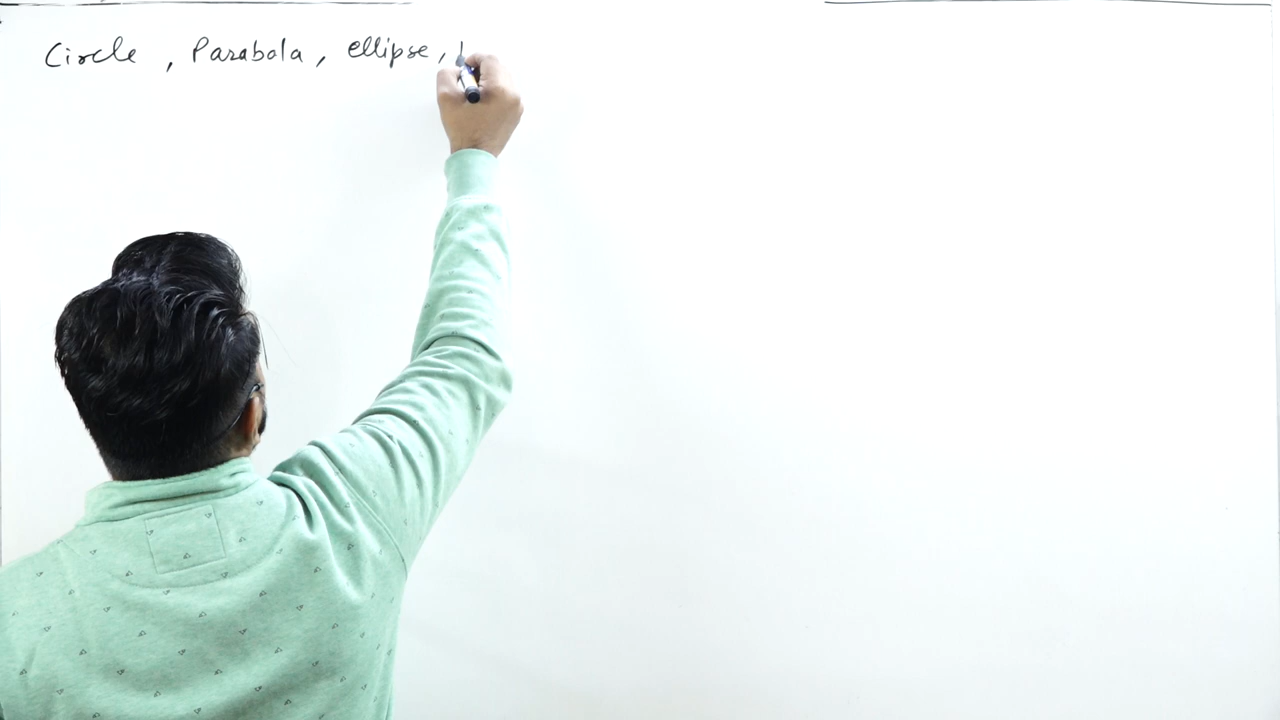 Circle , Parabola , ellipse ,